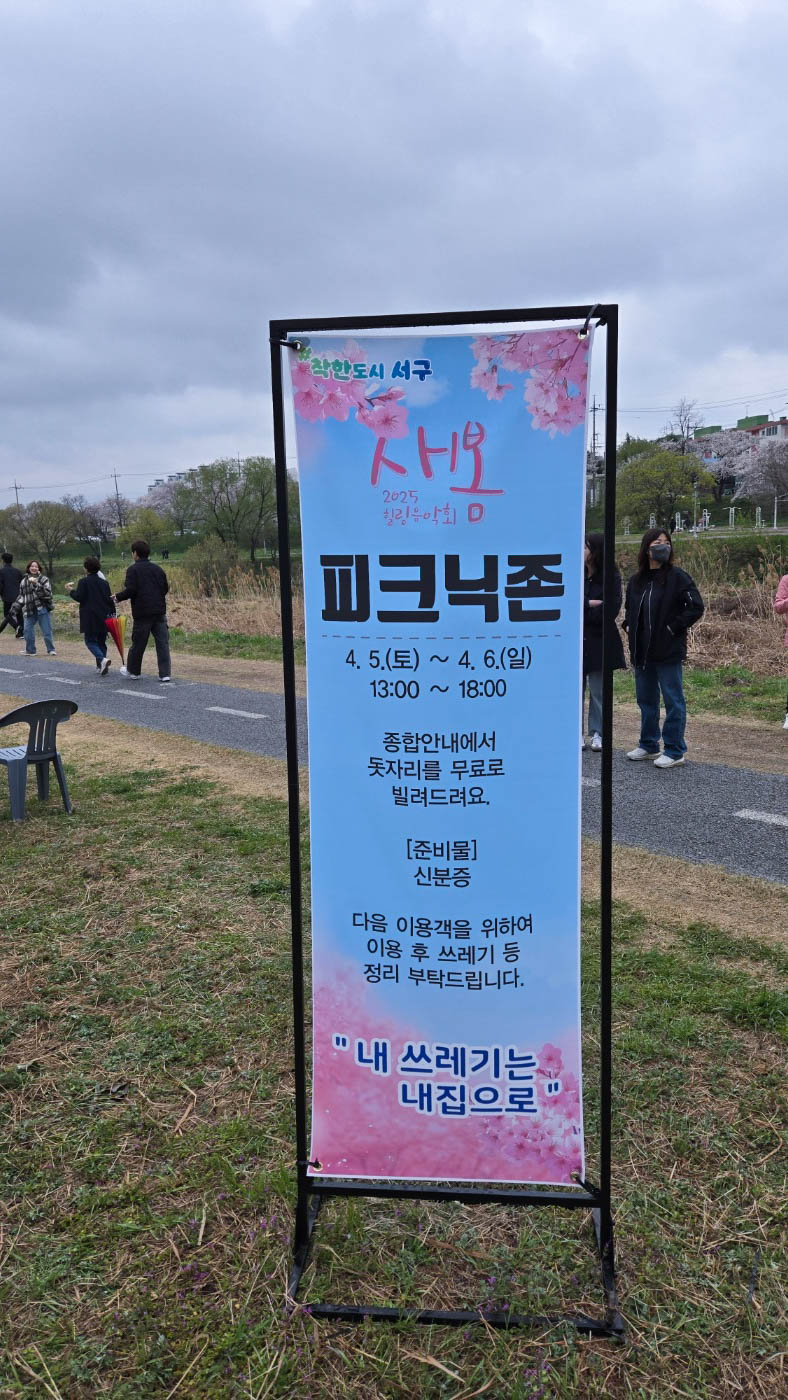 #착한도시 서구
새봄
2025
힐링음악회
피크닉존
4. 5.(토) ~ 4. 6.(일)
13:00 ~ 18:00
종합안내에서
돗자리를 무료로
빌려드려요.
[준비물]
신분증
다음 이용객을 위하여
이용 후 쓰레기 등
정리 부탁드립니다.
"내 쓰레기는
내집으로"